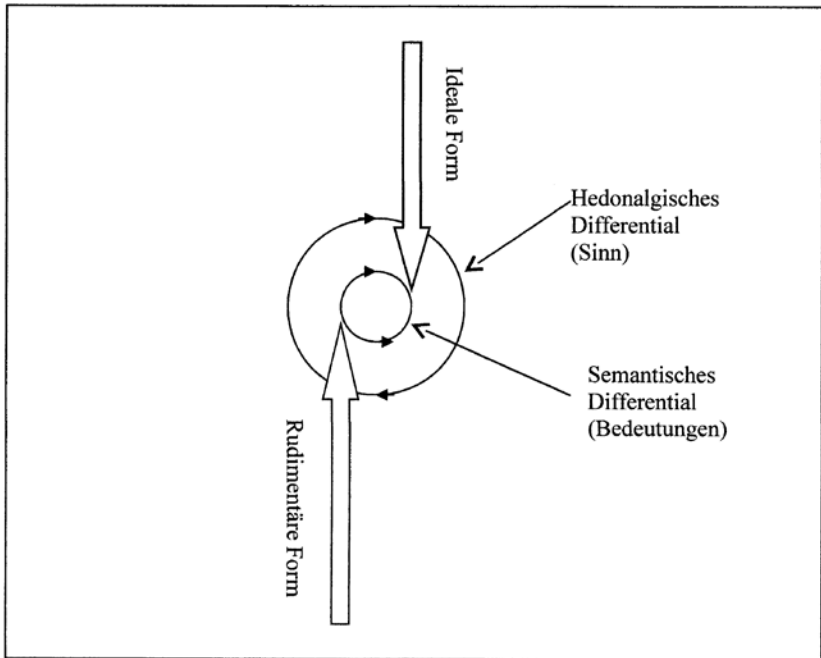 Ideale Form
Hedonalgisches
Differential
(Sinn)
Semantisches
Differential
(Bedeutungen)
Rudimentäre Form